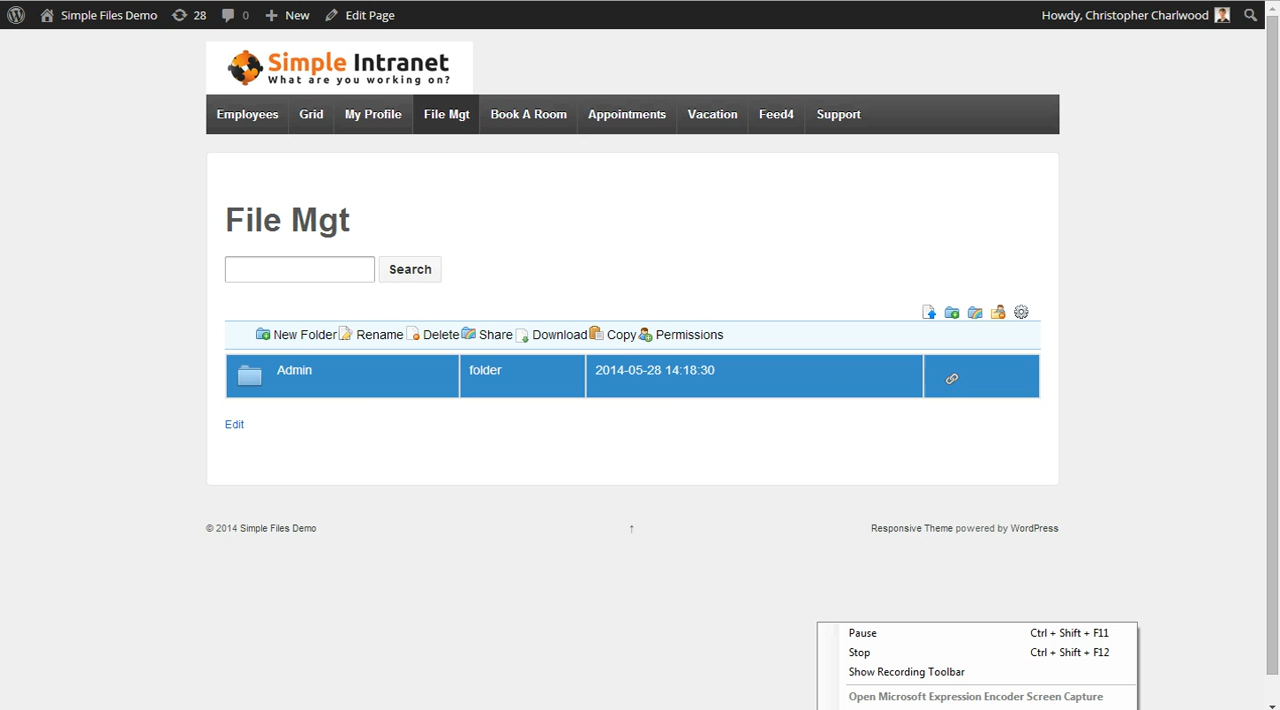 Simple Files Demo 28 0 New Edit Page Howdy, Christopher Charlwood
Simple Intranet
What are you working on?
Employees Grid My Profile File Mgt Book A Room Appointments Vacation Feed4 Support
File Mgt
Search
New Folder Rename Delete Share Download Copy Permissions
Admin folder 2014-05-28 14:18:30
Edit
© 2014 Simple Files Demo ↑ Responsive Theme powered by WordPress
Pause Ctrl + Shift + F11
Stop Ctrl + Shift + F12
Show Recording Toolbar
Open Microsoft Expression Encoder Screen Capture